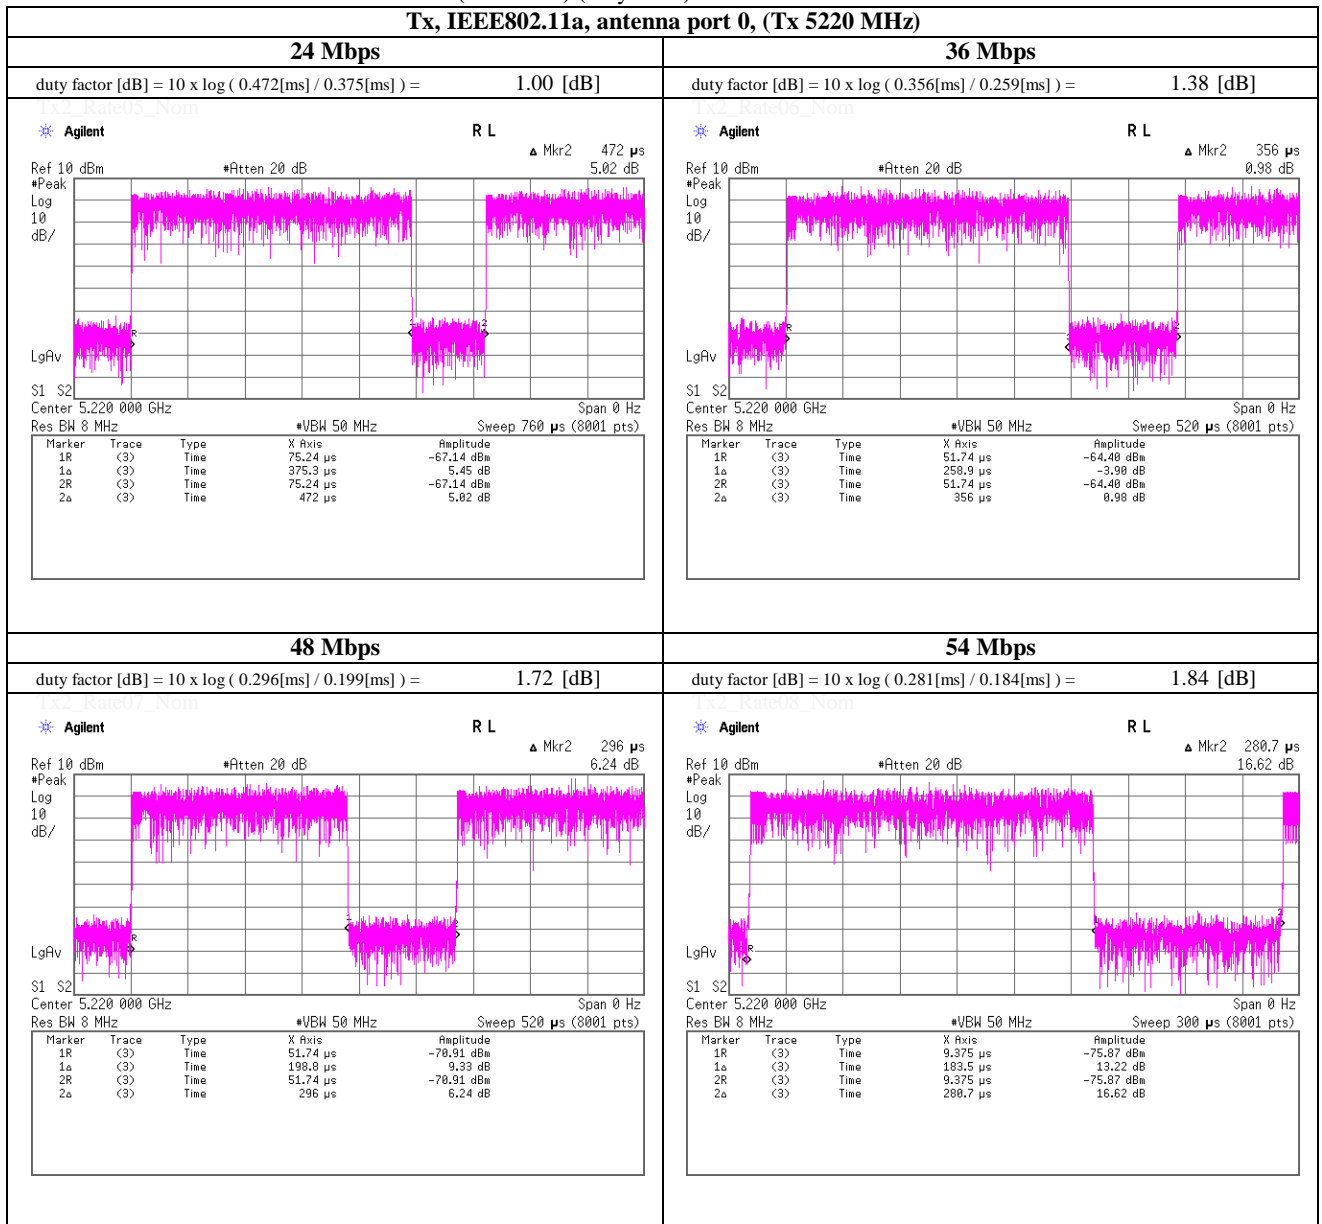 Tx, IEEE802.11a, antenna port 0, (Tx 5220 MHz)
24 Mbps
duty factor [dB] = 10 x log ( 0.472[ms] / 0.375[ms] ) = 1.00 [dB]
Tx2_Rate05_Nom
Agilent R L
Δ Mkr2 472 µs
Ref 10 dBm #Atten 20 dB 5.02 dB
#Peak
Log
10
dB/
R
1
2
LgAv
S1 S2
Center 5.220 000 GHz Span 0 Hz
Res BW 8 MHz #VBW 50 MHz Sweep 760 µs (8001 pts)
Marker Trace Type X Axis Amplitude
1R (3) Time 75.24 µs -67.14 dBm
1Δ (3) Time 375.3 µs 5.45 dB
2R (3) Time 75.24 µs -67.14 dBm
2Δ (3) Time 472 µs 5.02 dB
36 Mbps
duty factor [dB] = 10 x log ( 0.356[ms] / 0.259[ms] ) = 1.38 [dB]
Tx2_Rate06_Nom
Agilent R L
Δ Mkr2 356 µs
Ref 10 dBm #Atten 20 dB 0.98 dB
#Peak
Log
10
dB/
R
2
LgAv
S1 S2
Center 5.220 000 GHz Span 0 Hz
Res BW 8 MHz #VBW 50 MHz Sweep 520 µs (8001 pts)
Marker Trace Type X Axis Amplitude
1R (3) Time 51.74 µs -64.40 dBm
1Δ (3) Time 258.9 µs -3.90 dB
2R (3) Time 51.74 µs -64.40 dBm
2Δ (3) Time 356 µs 0.98 dB
48 Mbps
duty factor [dB] = 10 x log ( 0.296[ms] / 0.199[ms] ) = 1.72 [dB]
Tx2_Rate07_Nom
Agilent R L
Δ Mkr2 296 µs
Ref 10 dBm #Atten 20 dB 6.24 dB
#Peak
Log
10
dB/
R
1
2
LgAv
S1 S2
Center 5.220 000 GHz Span 0 Hz
Res BW 8 MHz #VBW 50 MHz Sweep 520 µs (8001 pts)
Marker Trace Type X Axis Amplitude
1R (3) Time 51.74 µs -70.91 dBm
1Δ (3) Time 198.8 µs 9.33 dB
2R (3) Time 51.74 µs -70.91 dBm
2Δ (3) Time 296 µs 6.24 dB
54 Mbps
duty factor [dB] = 10 x log ( 0.281[ms] / 0.184[ms] ) = 1.84 [dB]
Tx2_Rate08_Nom
Agilent R L
Δ Mkr2 280.7 µs
Ref 10 dBm #Atten 20 dB 16.62 dB
#Peak
Log
10
dB/
R
1
2
LgAv
S1 S2
Center 5.220 000 GHz Span 0 Hz
Res BW 8 MHz #VBW 50 MHz Sweep 300 µs (8001 pts)
Marker Trace Type X Axis Amplitude
1R (3) Time 9.375 µs -75.87 dBm
1Δ (3) Time 183.5 µs 13.22 dB
2R (3) Time 9.375 µs -75.87 dBm
2Δ (3) Time 280.7 µs 16.62 dB